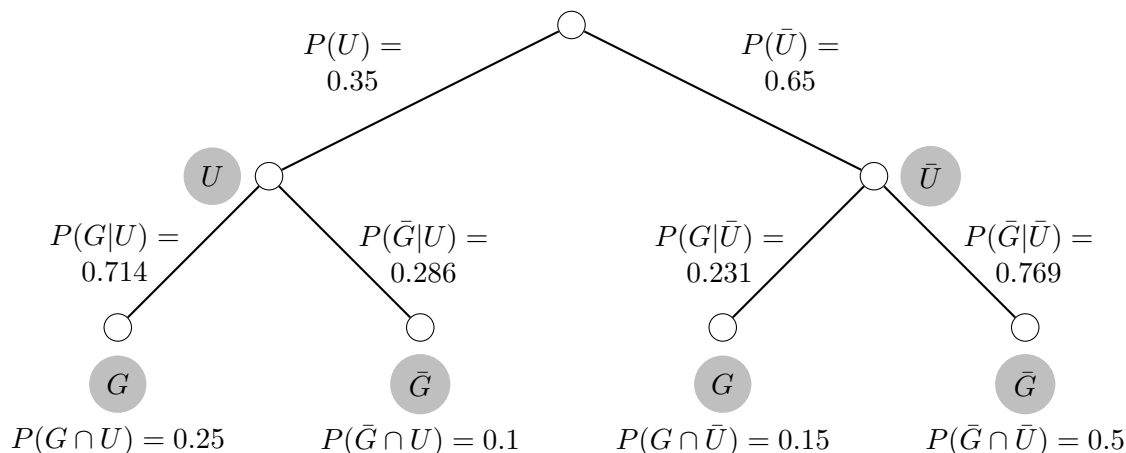 P(U) =
0.35
P(Ū) =
0.65
U
Ū
P(G|U) =
0.714
P(Ḡ|U) =
0.286
P(G|Ū) =
0.231
P(Ḡ|Ū) =
0.769
G
Ḡ
G
Ḡ
P(G ∩ U) = 0.25
P(Ḡ ∩ U) = 0.1
P(G ∩ Ū) = 0.15
P(Ḡ ∩ Ū) = 0.5